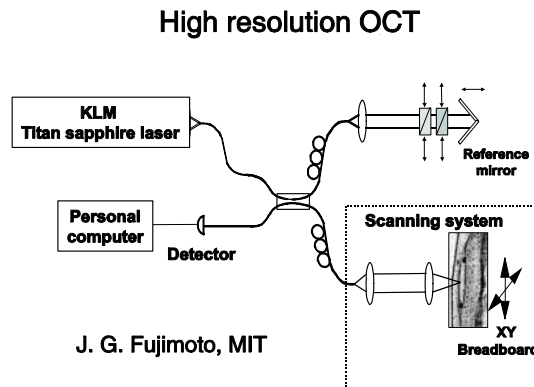 High resolution OCT
KLM
Titan sapphire laser
Reference
mirror
Personal
computer
Detector
Scanning system
XY
Breadboard
J. G. Fujimoto, MIT